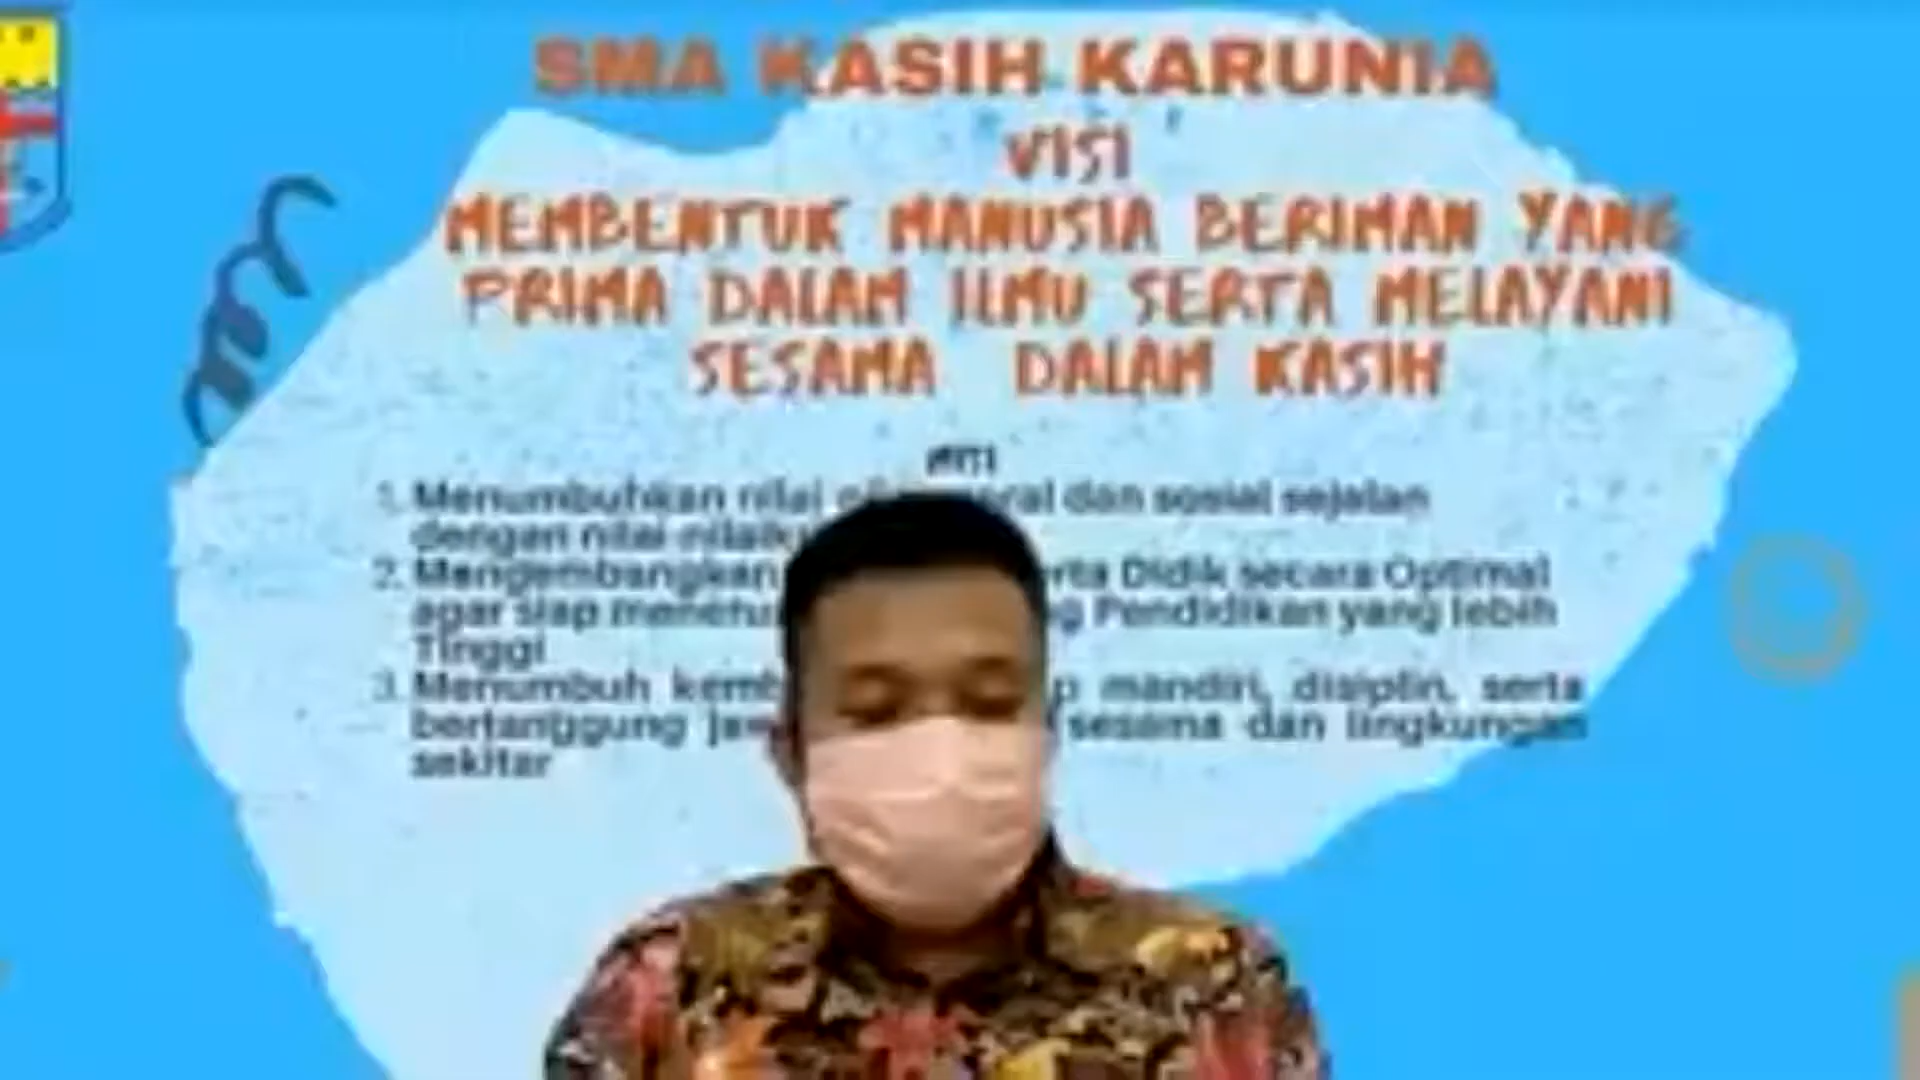 SMA KASIH KARUNIA
VISI
MEMBENTUK MANUSIA BERIMAN YANG
PRIMA DALAM ILMU SERTA MELAYANI
SESAMA DALAM KASIH
MISI
1. Menumbuhkan nilai dan sosial sejalan
dengan nilai
2. Mengembangkan Didik secara Optimal
agar siap Pendidikan yang lebih
Tinggi
3. Menumbuh mandiri, disiplin, serta
bertanggung sesama dan lingkungan
sekitar